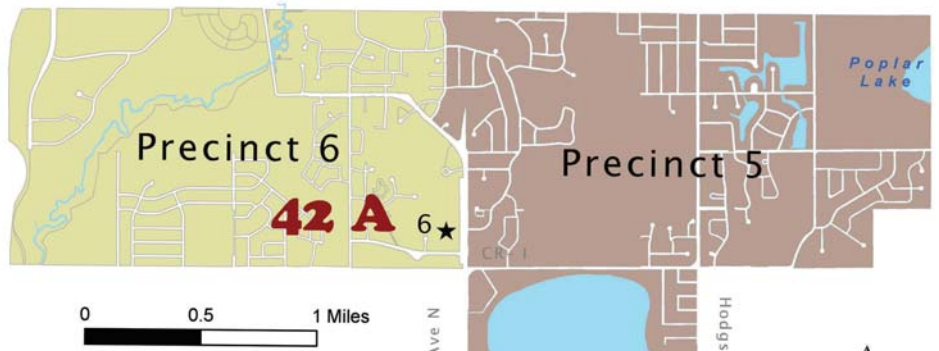 Poplar
Lake
Precinct 6
Precinct 5
42 A
6
CR- I
0 0.5 1 Miles
Ave N
Hodgs